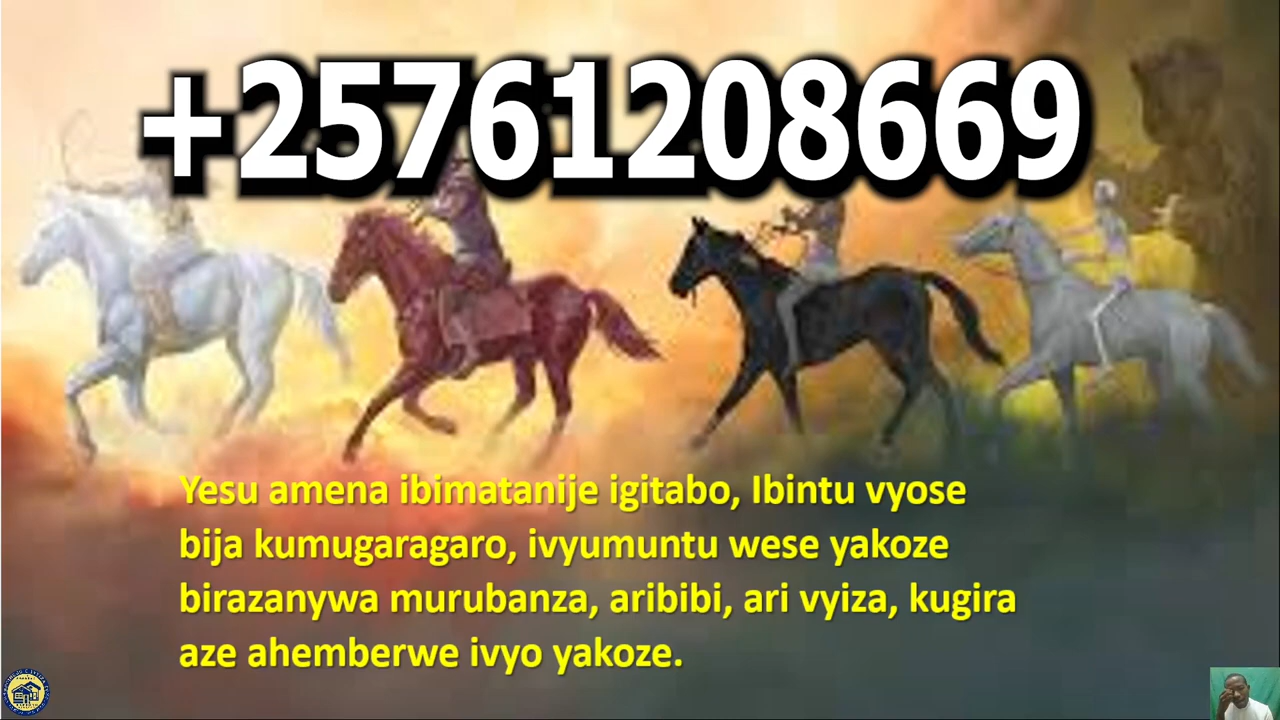 +25761208669
Yesu amena ibimatanije igitabo, Ibintu vyose
bija kumugaragaro, ivyumuntu wese yakoze
birazanywa murubanza, aribibi, ari vyiza, kugira
aze ahemberwe ivyo yakoze.